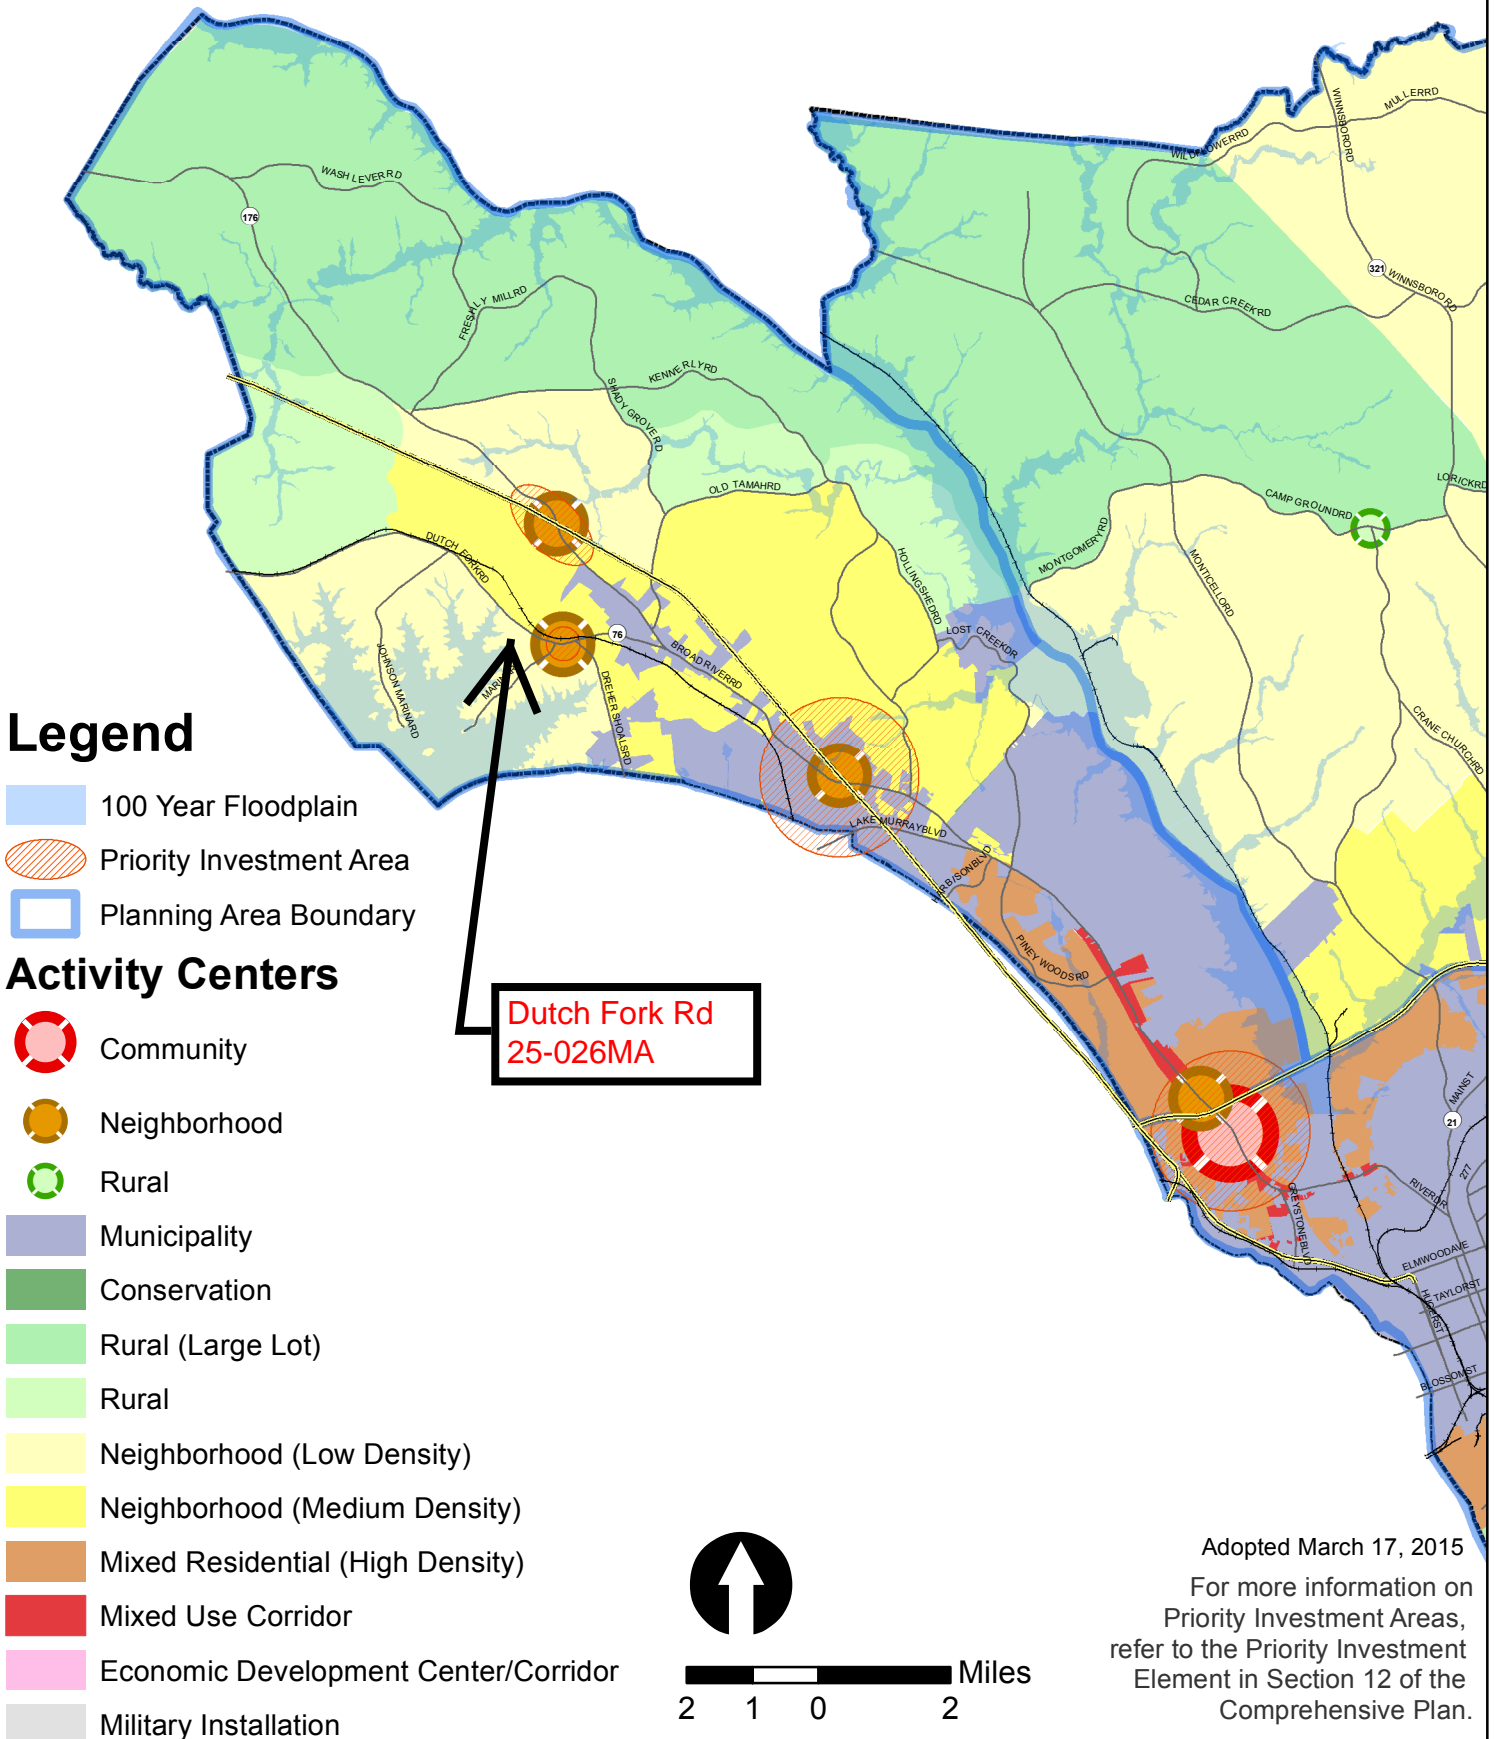 WASH LEVER RD
176
FRESHLY MILL RD
KENNERLY RD
SHADY GROVE RD
OLD TAMAH RD
DUTCH FORK RD
HOLLINGSHED RD
LOST CREEK DR
76
BROAD RIVER RD
JOHNSON MARINA RD
DREHER SHOALS RD
LAKE MURRAY BLVD
HARBISON BLVD
PINEY WOODS RD
WILDFLOWER RD
MULLER RD
WINNSBORO RD
321
WINNSBORO RD
CEDAR CREEK RD
CAMP GROUND RD
LORICK RD
MONTGOMERY RD
MONTICELLO RD
CRANE CHURCH RD
MAIN ST
21
277
RIVER DR
GREYSTONE BLVD
ELMWOOD AVE
TAYLOR ST
HUGER ST
BLOSSOM ST
Dutch Fork Rd
25-026MA
Legend
100 Year Floodplain
Priority Investment Area
Planning Area Boundary
Activity Centers
Community
Neighborhood
Rural
Municipality
Conservation
Rural (Large Lot)
Rural
Neighborhood (Low Density)
Neighborhood (Medium Density)
Mixed Residential (High Density)
Mixed Use Corridor
Economic Development Center/Corridor
Military Installation
Miles
2 1 0 2
Adopted March 17, 2015
For more information on
Priority Investment Areas,
refer to the Priority Investment
Element in Section 12 of the
Comprehensive Plan.